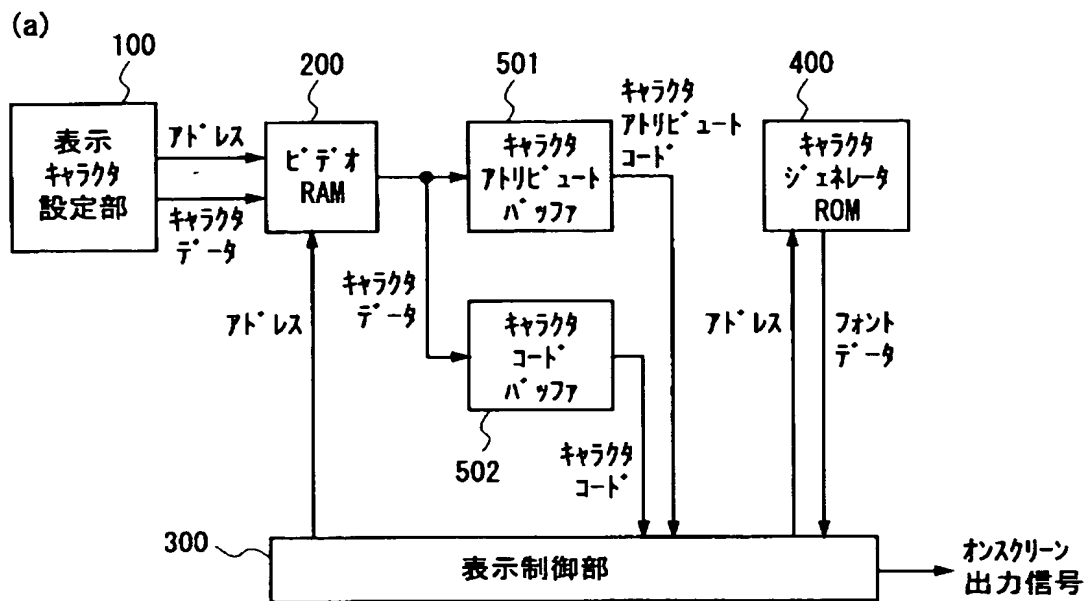 (a)
100
表示
キャラクタ
設定部
アドレス
キャラクタ
データ
200
ビデオ
RAM
501
キャラクタ
アトリビュート
バッファ
キャラクタ
アトリビュート
コード
400
キャラクタ
ジェネレータ
ROM
アドレス
キャラクタ
データ
キャラクタ
コード
バッファ
502
キャラクタ
コード
アドレス
フォント
データ
300
表示制御部
オンスクリーン
出力信号